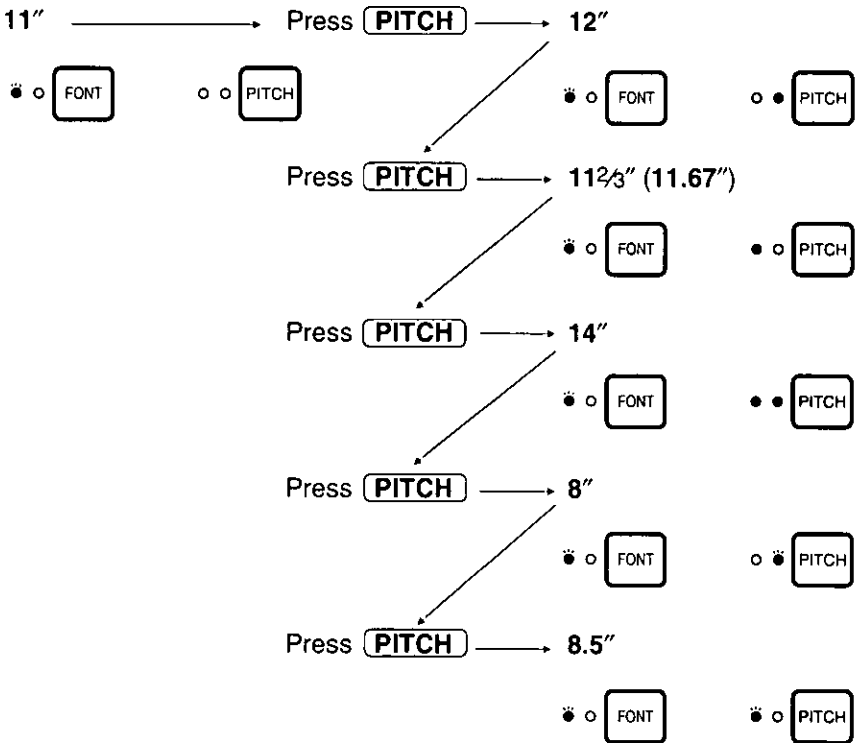 11″ Press PITCH 12″
FONT PITCH FONT PITCH
Press PITCH 11⅔″ (11.67″)
FONT PITCH
Press PITCH 14″
FONT PITCH
Press PITCH 8″
FONT PITCH
Press PITCH 8.5″
FONT PITCH